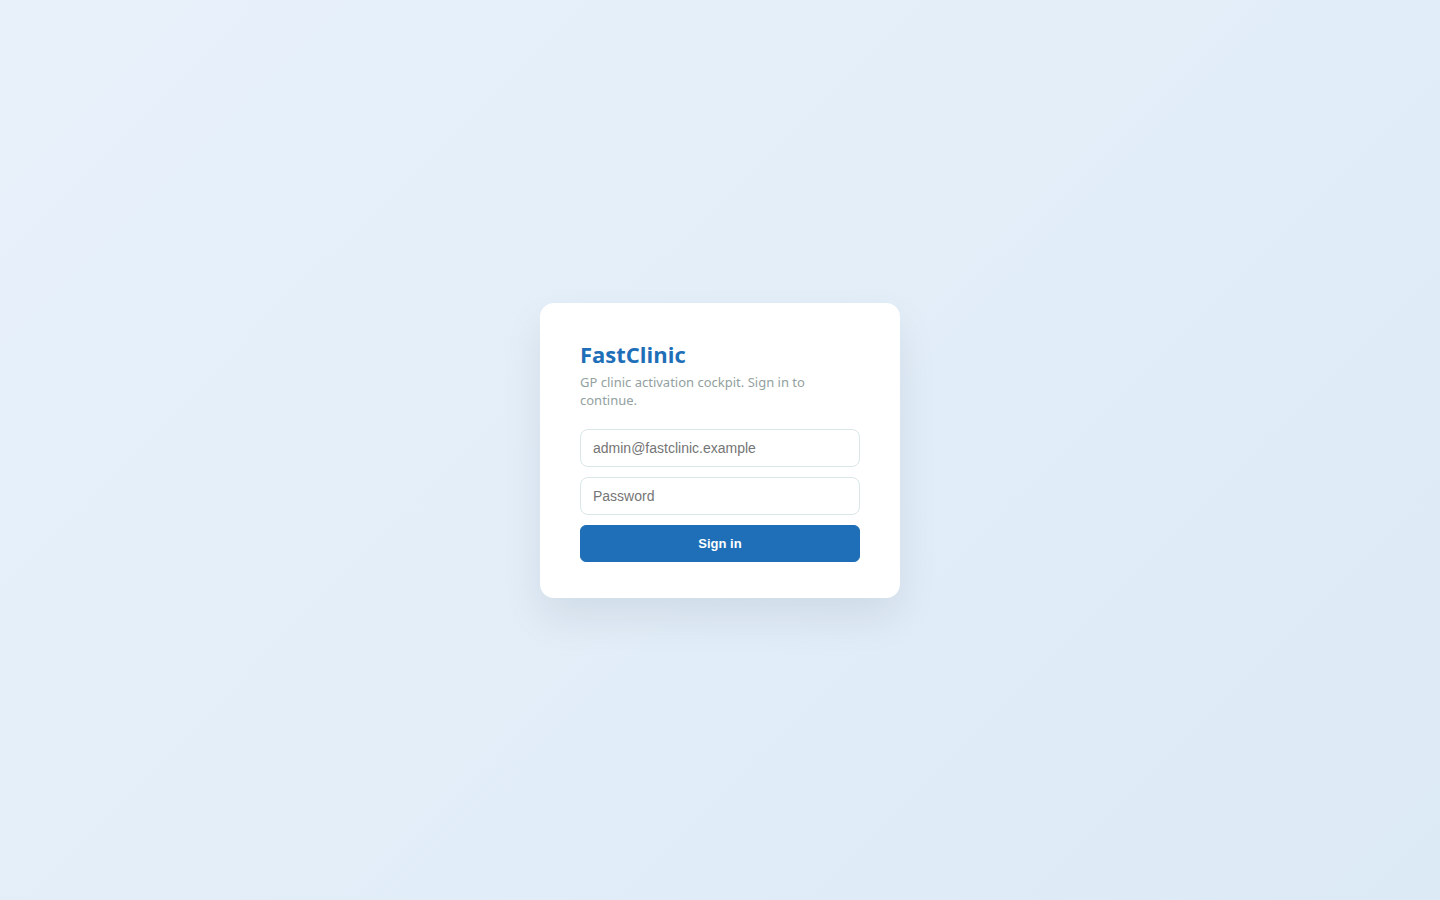 FastClinic
GP clinic activation cockpit. Sign in to
continue.
admin@fastclinic.example
Password
Sign in